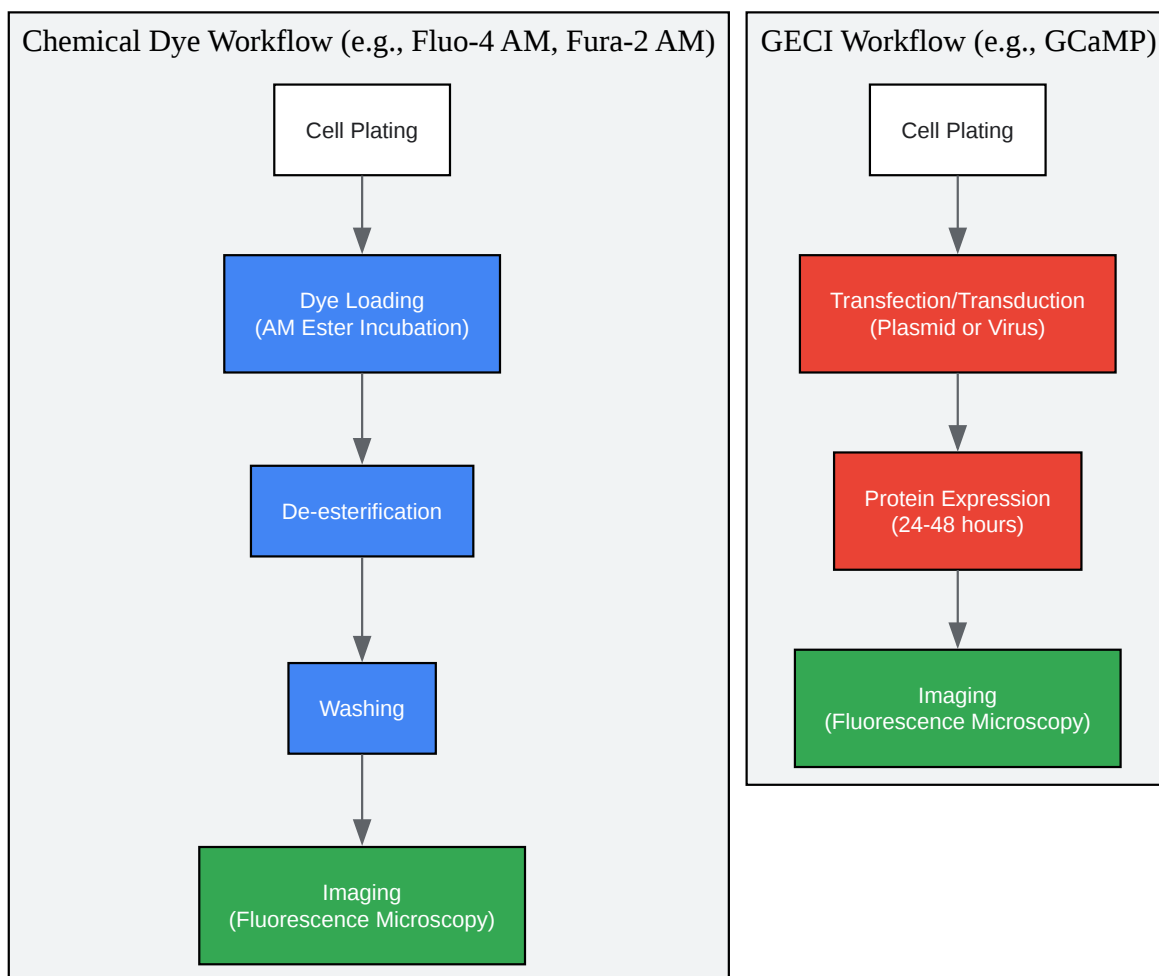 Chemical Dye Workflow (e.g., Fluo-4 AM, Fura-2 AM)
Cell Plating
Dye Loading
(AM Ester Incubation)
De-esterification
Washing
Imaging
(Fluorescence Microscopy)
GECI Workflow (e.g., GCaMP)
Cell Plating
Transfection/Transduction
(Plasmid or Virus)
Protein Expression
(24-48 hours)
Imaging
(Fluorescence Microscopy)